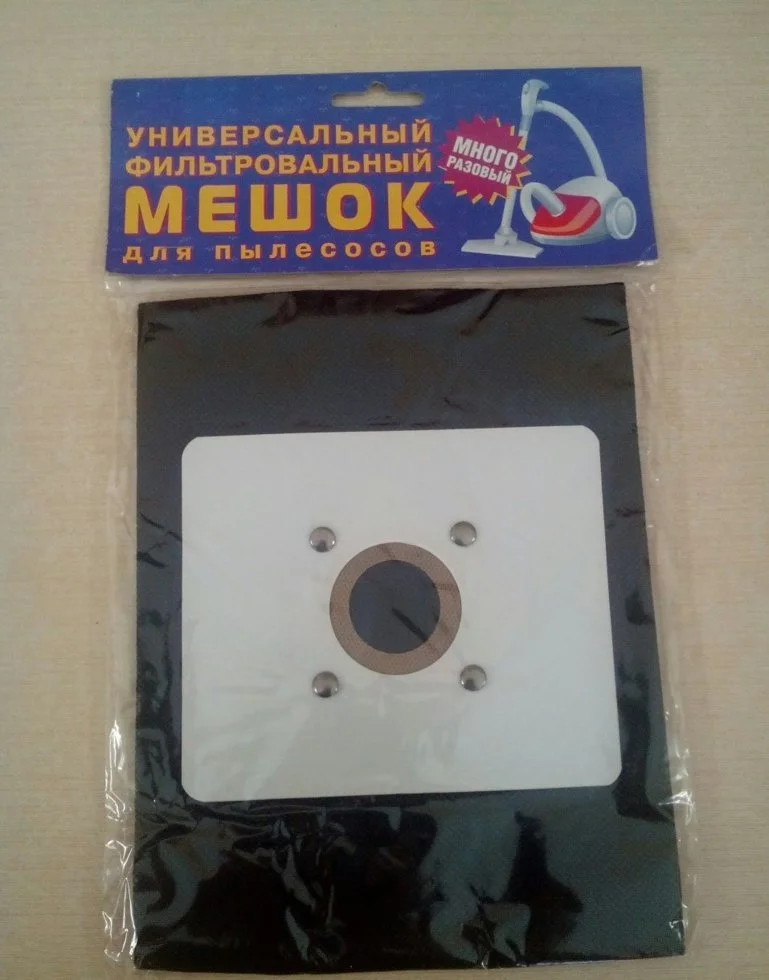 УНИВЕРСАЛЬНЫЙ
ФИЛЬТРОВАЛЬНЫЙ
МЕШОК
для пылесосов
МНОГО
РАЗОВЫЙ